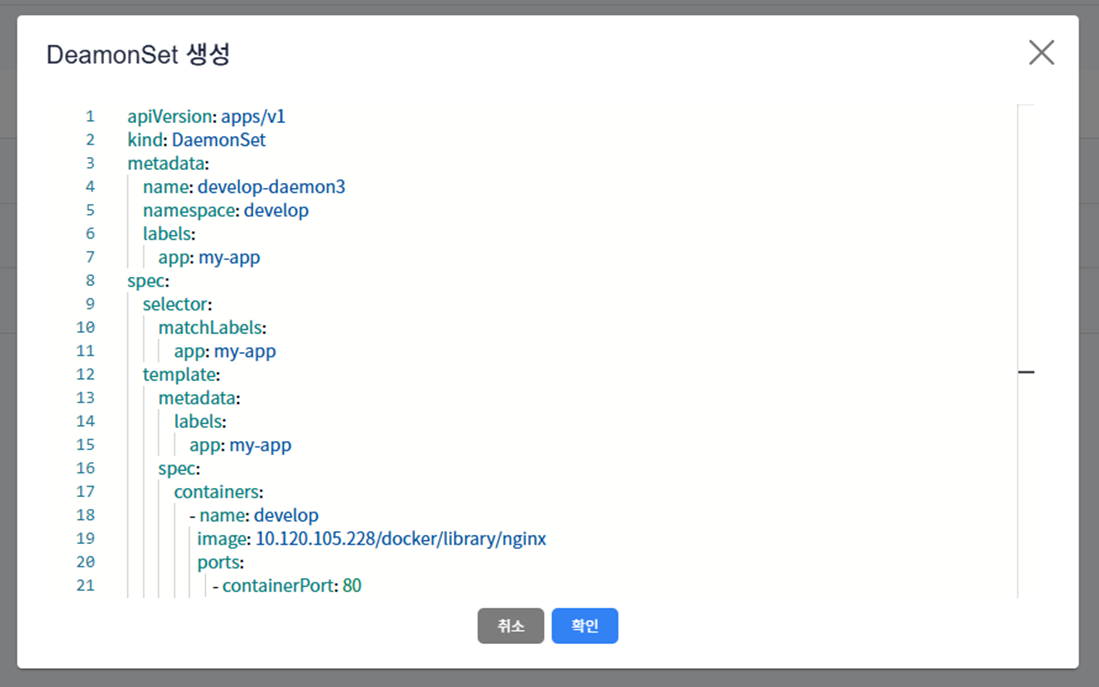 DeamonSet 생성
1 apiVersion: apps/v1
2 kind: DaemonSet
3 metadata:
4   name: develop-daemon3
5   namespace: develop
6   labels:
7     app: my-app
8 spec:
9   selector:
10     matchLabels:
11       app: my-app
12   template:
13     metadata:
14       labels:
15         app: my-app
16     spec:
17       containers:
18         - name: develop
19           image: 10.120.105.228/docker/library/nginx
20           ports:
21             - containerPort: 80
취소 확인